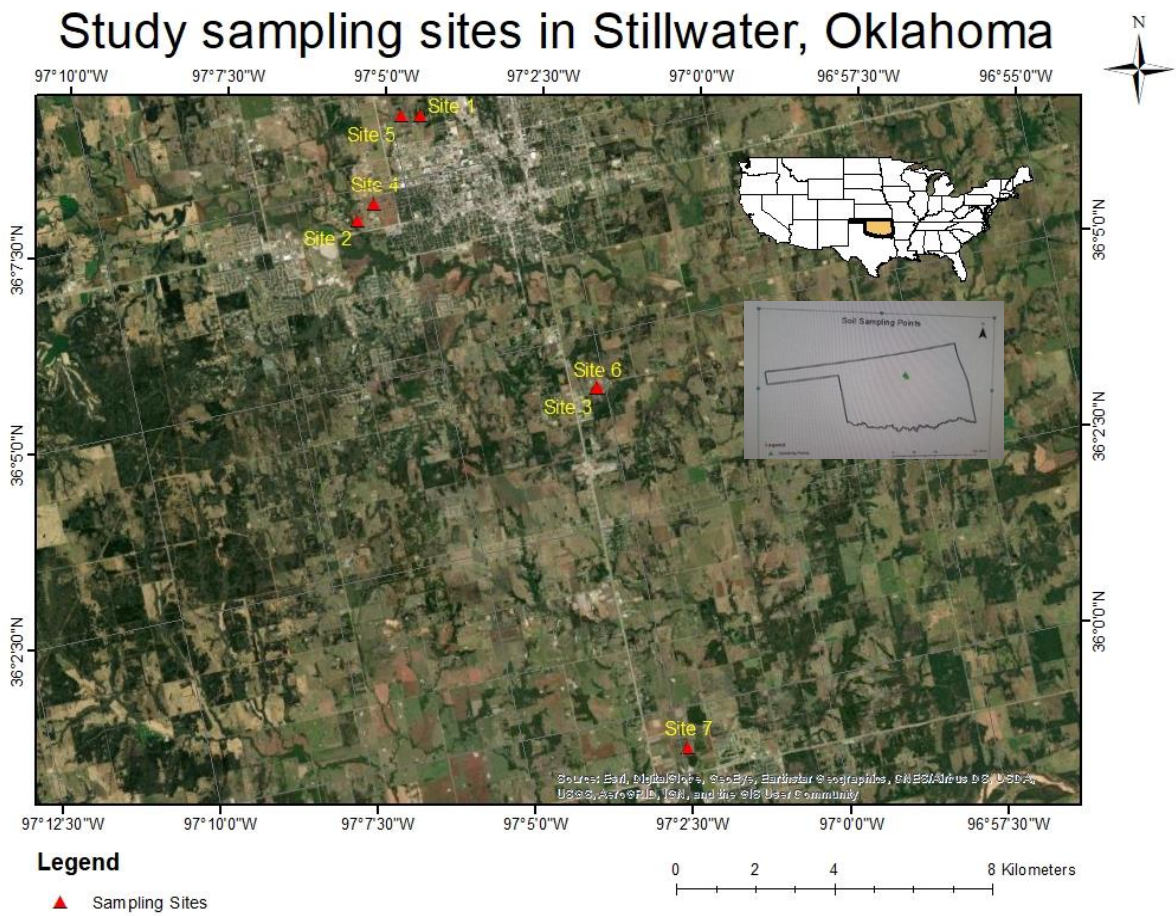 Study sampling sites in Stillwater, Oklahoma
N
97°10'0"W 97°7'30"W 97°5'0"W 97°2'30"W 97°0'0"W 96°57'30"W 96°55'0"W
Site 1
Site 5
Site 4
Site 2
36°7'30"N
36°5'0"N
Soil Sampling Points
Site 6
Site 3
36°5'0"N
36°2'30"N
Legend
36°2'30"N
36°0'0"N
Site 7
Source: Esri, DigitalGlobe, GeoEye, Earthstar Geographics, CNES/Airbus DS, USDA,
USGS, AeroGRID, IGN, and the GIS User Community
97°12'30"W 97°10'0"W 97°7'30"W 97°5'0"W 97°2'30"W 97°0'0"W 96°57'30"W
Legend
Sampling Sites
0 2 4 8 Kilometers